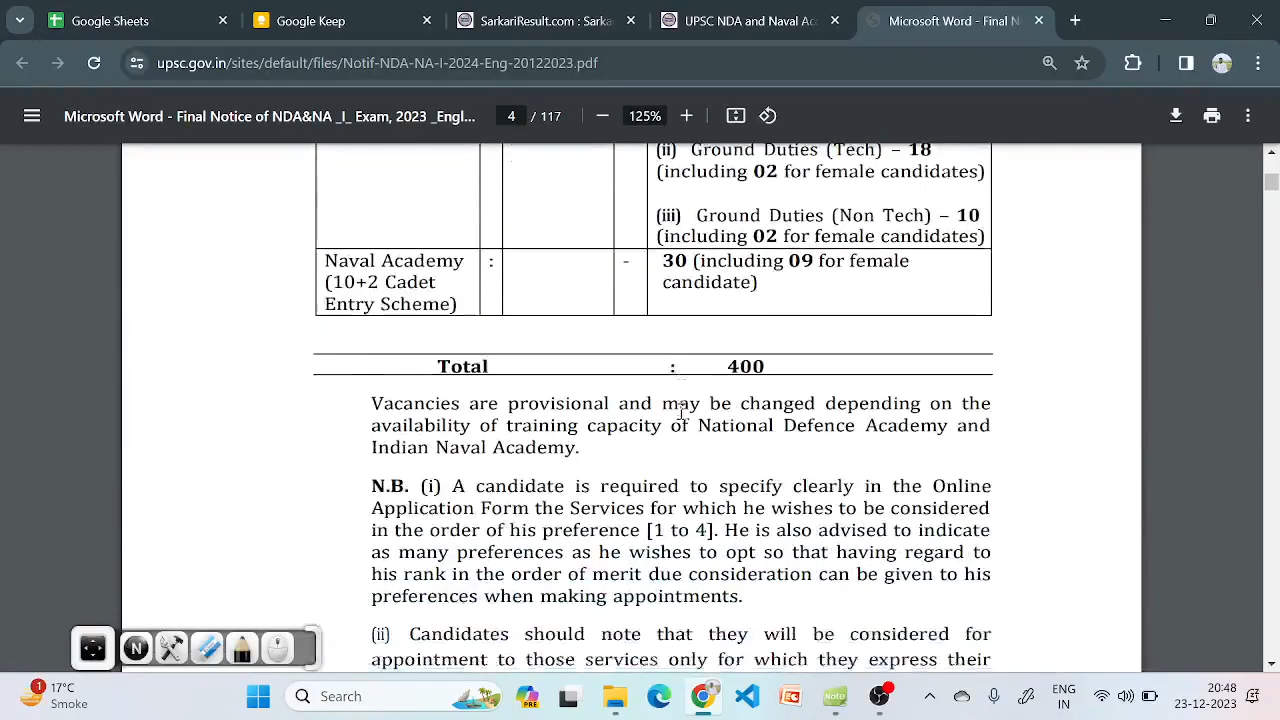 Google Sheets
Google Keep
SarkariResult.com : Sarka
UPSC NDA and Naval Ac
Microsoft Word - Final N
upsc.gov.in/sites/default/files/Notif-NDA-NA-I-2024-Eng-20122023.pdf
Microsoft Word - Final Notice of NDA&NA _I_ Exam, 2023 _Engl...
4 / 117
125%
(ii) Ground Duties (Tech) – 18
(including 02 for female candidates)
(iii) Ground Duties (Non Tech) – 10
(including 02 for female candidates)
Naval Academy : - 30 (including 09 for female
(10+2 Cadet candidate)
Entry Scheme)
Total : 400
Vacancies are provisional and may be changed depending on the
availability of training capacity of National Defence Academy and
Indian Naval Academy.
N.B. (i) A candidate is required to specify clearly in the Online
Application Form the Services for which he wishes to be considered
in the order of his preference [1 to 4]. He is also advised to indicate
as many preferences as he wishes to opt so that having regard to
his rank in the order of merit due consideration can be given to his
preferences when making appointments.
(ii) Candidates should note that they will be considered for
appointment to those services only for which they express their
N
1
17°C
Smoke
Search
PRE
Note
ENG
IN
20:48
23-12-2023